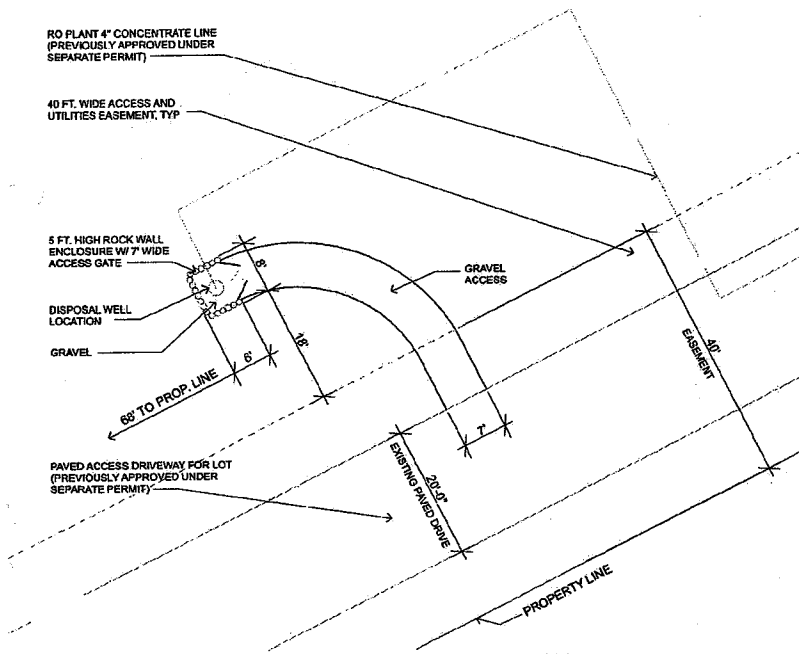 RO PLANT 4" CONCENTRATE LINE
(PREVIOUSLY APPROVED UNDER
SEPARATE PERMIT)
40 FT. WIDE ACCESS AND
UTILITIES EASEMENT, TYP
5 FT. HIGH ROCK WALL
ENCLOSURE W/ 7' WIDE
ACCESS GATE
DISPOSAL WELL
LOCATION
GRAVEL
8'
GRAVEL
ACCESS
18'
6'
68' TO PROP. LINE
40'
EASEMENT
7'
PAVED ACCESS DRIVEWAY FOR LOT
(PREVIOUSLY APPROVED UNDER
SEPARATE PERMIT)
20'-0"
EXISTING PAVED DRIVE
PROPERTY LINE